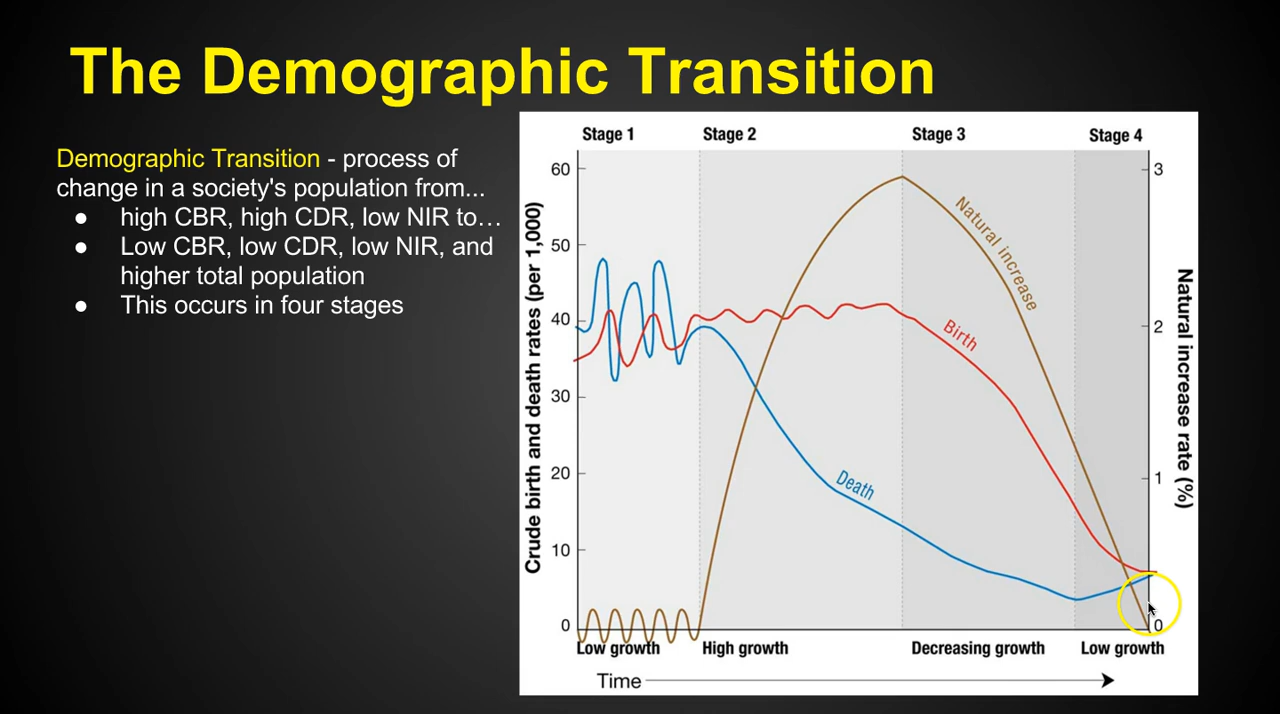 The Demographic Transition
Demographic Transition - process of
change in a society's population from...
● high CBR, high CDR, low NIR to…
● Low CBR, low CDR, low NIR, and
higher total population
● This occurs in four stages
Stage 1 Stage 2 Stage 3 Stage 4
Crude birth and death rates (per 1,000)
60
50
40
30
20
10
0
Natural increase
Birth
Death
3
2
1
0
Natural increase rate (%)
Low growth High growth Decreasing growth Low growth
Time